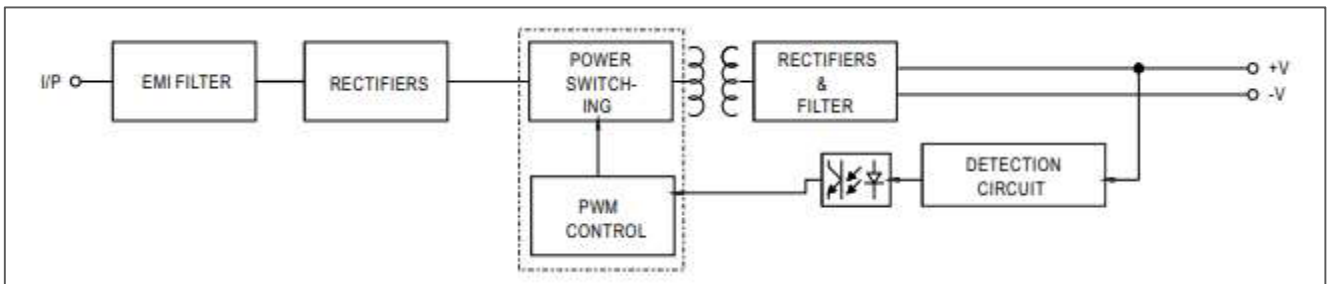 I/P
EMI FILTER
RECTIFIERS
POWER
SWITCH-
ING
RECTIFIERS
&
FILTER
+V
-V
PWM
CONTROL
DETECTION
CIRCUIT